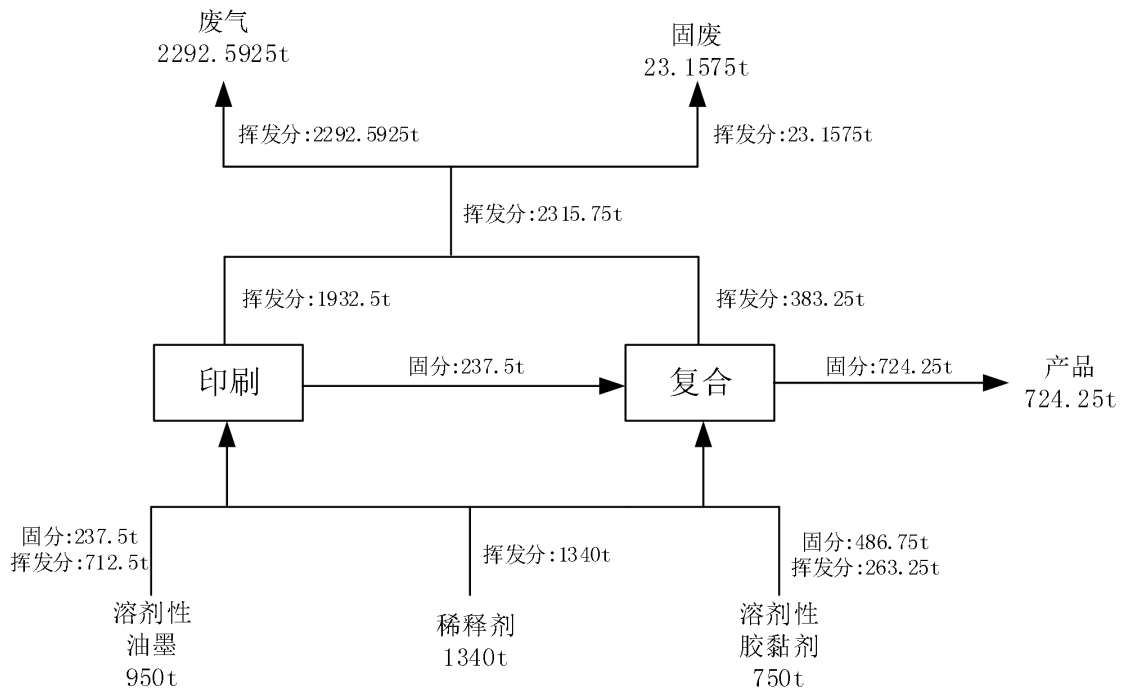 废气
2292.5925t
固废
23.1575t
挥发分:2292.5925t
挥发分:23.1575t
挥发分:2315.75t
挥发分:1932.5t
挥发分:383.25t
印刷
固分:237.5t
复合
固分:724.25t
产品
724.25t
固分:237.5t
挥发分:712.5t
挥发分:1340t
固分:486.75t
挥发分:263.25t
溶剂性
油墨
950t
稀释剂
1340t
溶剂性
胶黏剂
750t